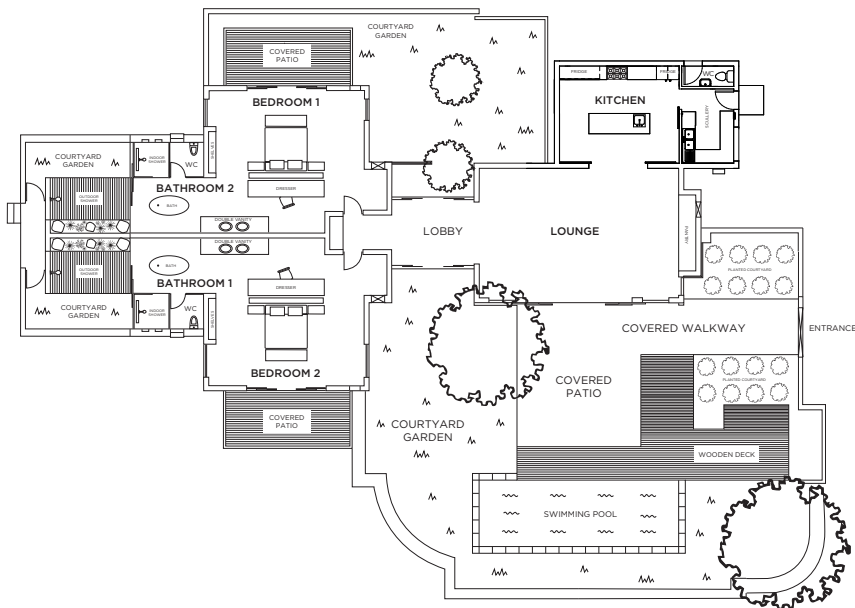 COURTYARD
GARDEN
COVERED
PATIO
BEDROOM 1
FRIDGE
FRIDGE
WC
KITCHEN
SCULLERY
COURTYARD
GARDEN
INDOOR
SHOWER
WC
SHELVES
BATHROOM 2
OUTDOOR
SHOWER
BATH
DRESSER
DOUBLE VANITY
LOBBY
LOUNGE
PANTRY
DOUBLE VANITY
BATH
OUTDOOR
SHOWER
BATHROOM 1
DRESSER
PLANTED COURTYARD
COURTYARD
GARDEN
INDOOR
SHOWER
WC
SHELVES
BEDROOM 2
COVERED WALKWAY
ENTRANCE
COVERED
PATIO
PLANTED COURTYARD
COVERED
PATIO
COURTYARD
GARDEN
WOODEN DECK
SWIMMING POOL